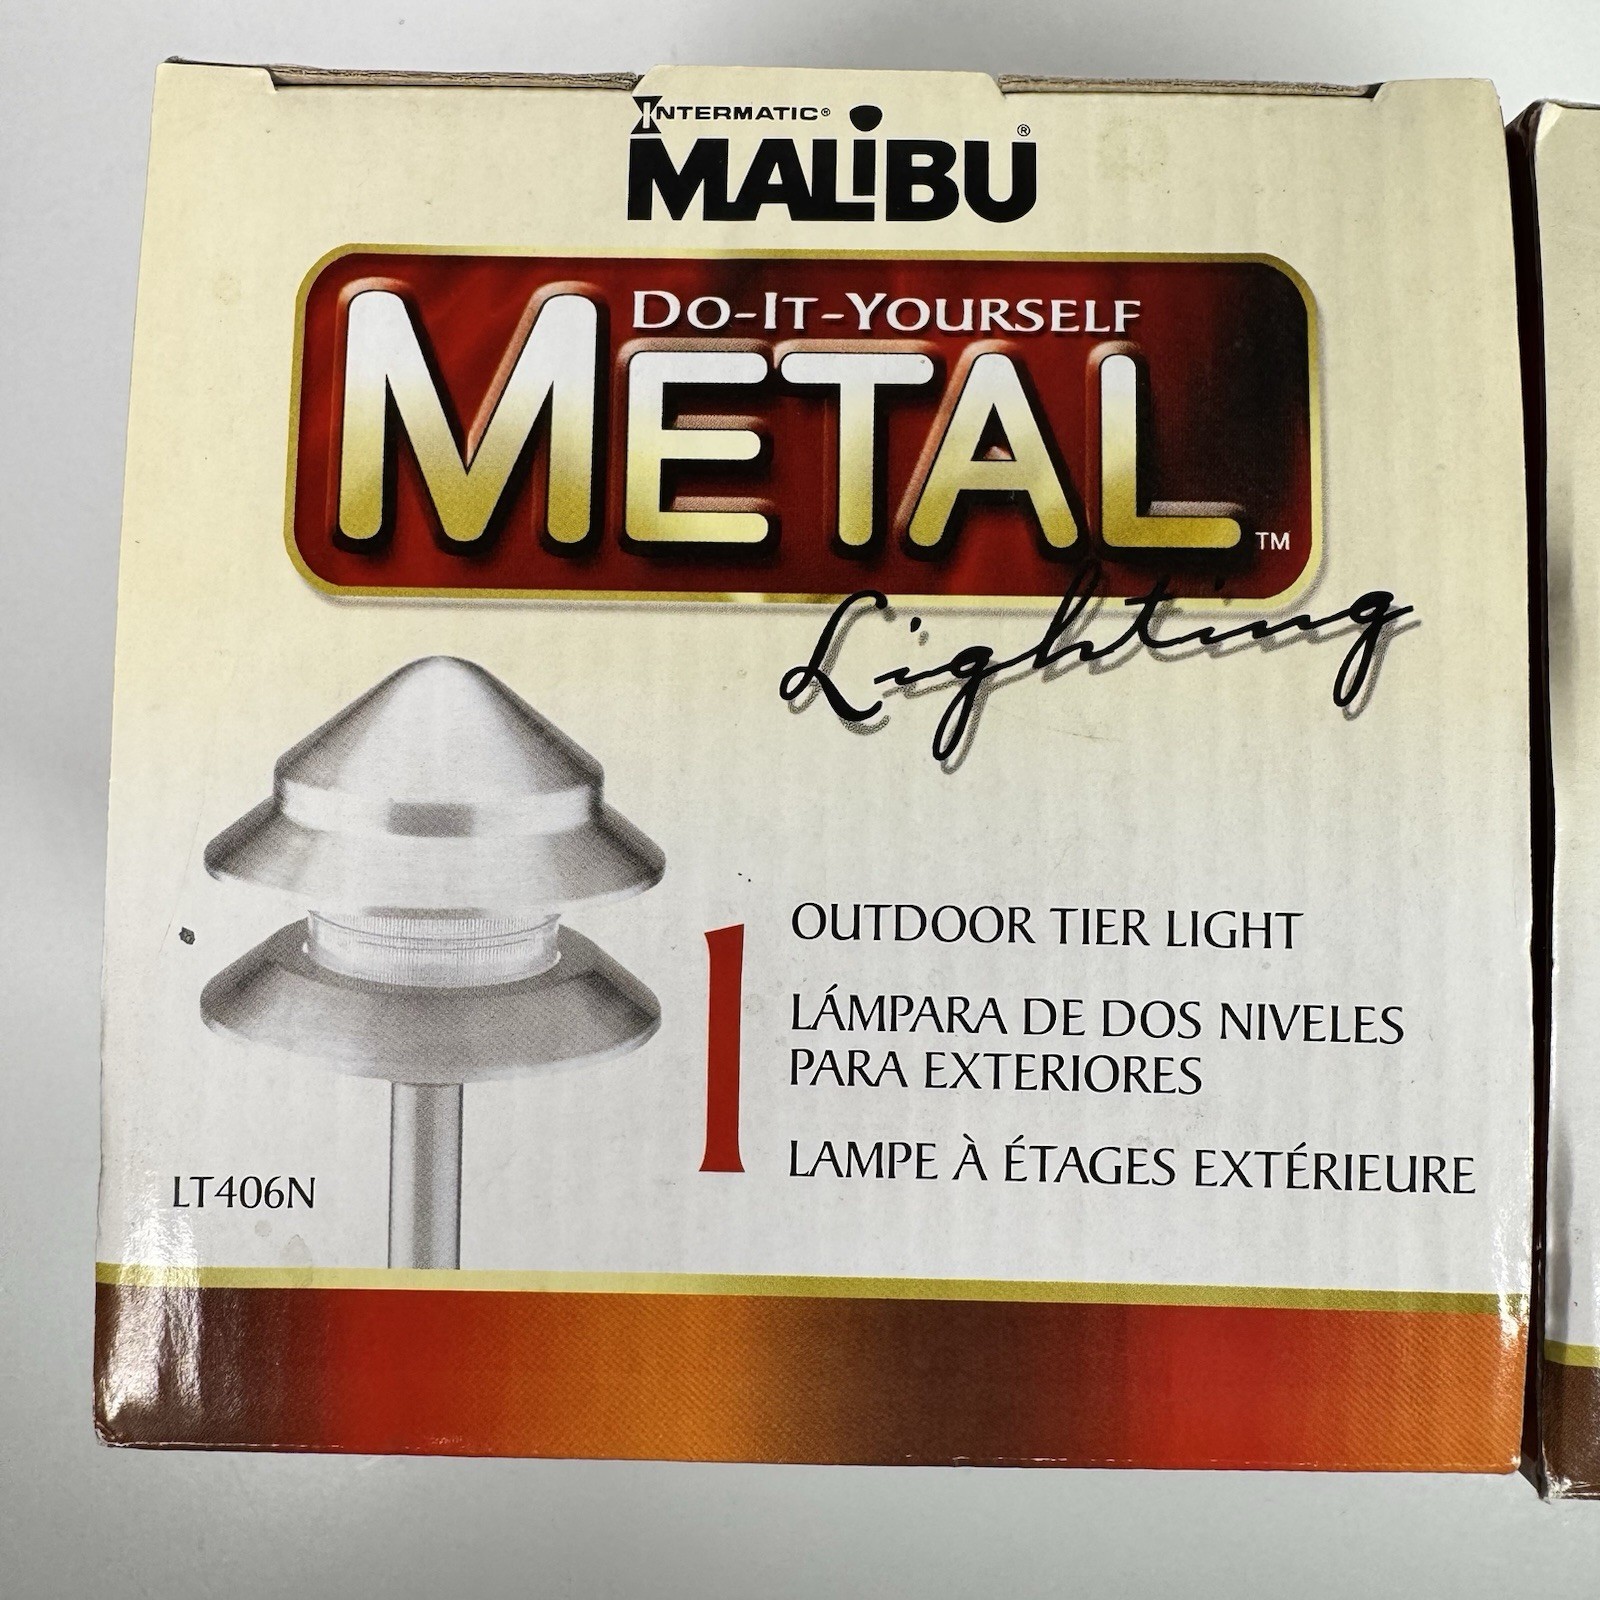 INTERMATIC®
MALiBU®
DO-IT-YOURSELF
METAL™
Lighting
1
OUTDOOR TIER LIGHT
LÁMPARA DE DOS NIVELES
PARA EXTERIORES
LAMPE À ÉTAGES EXTÉRIEURE
LT406N